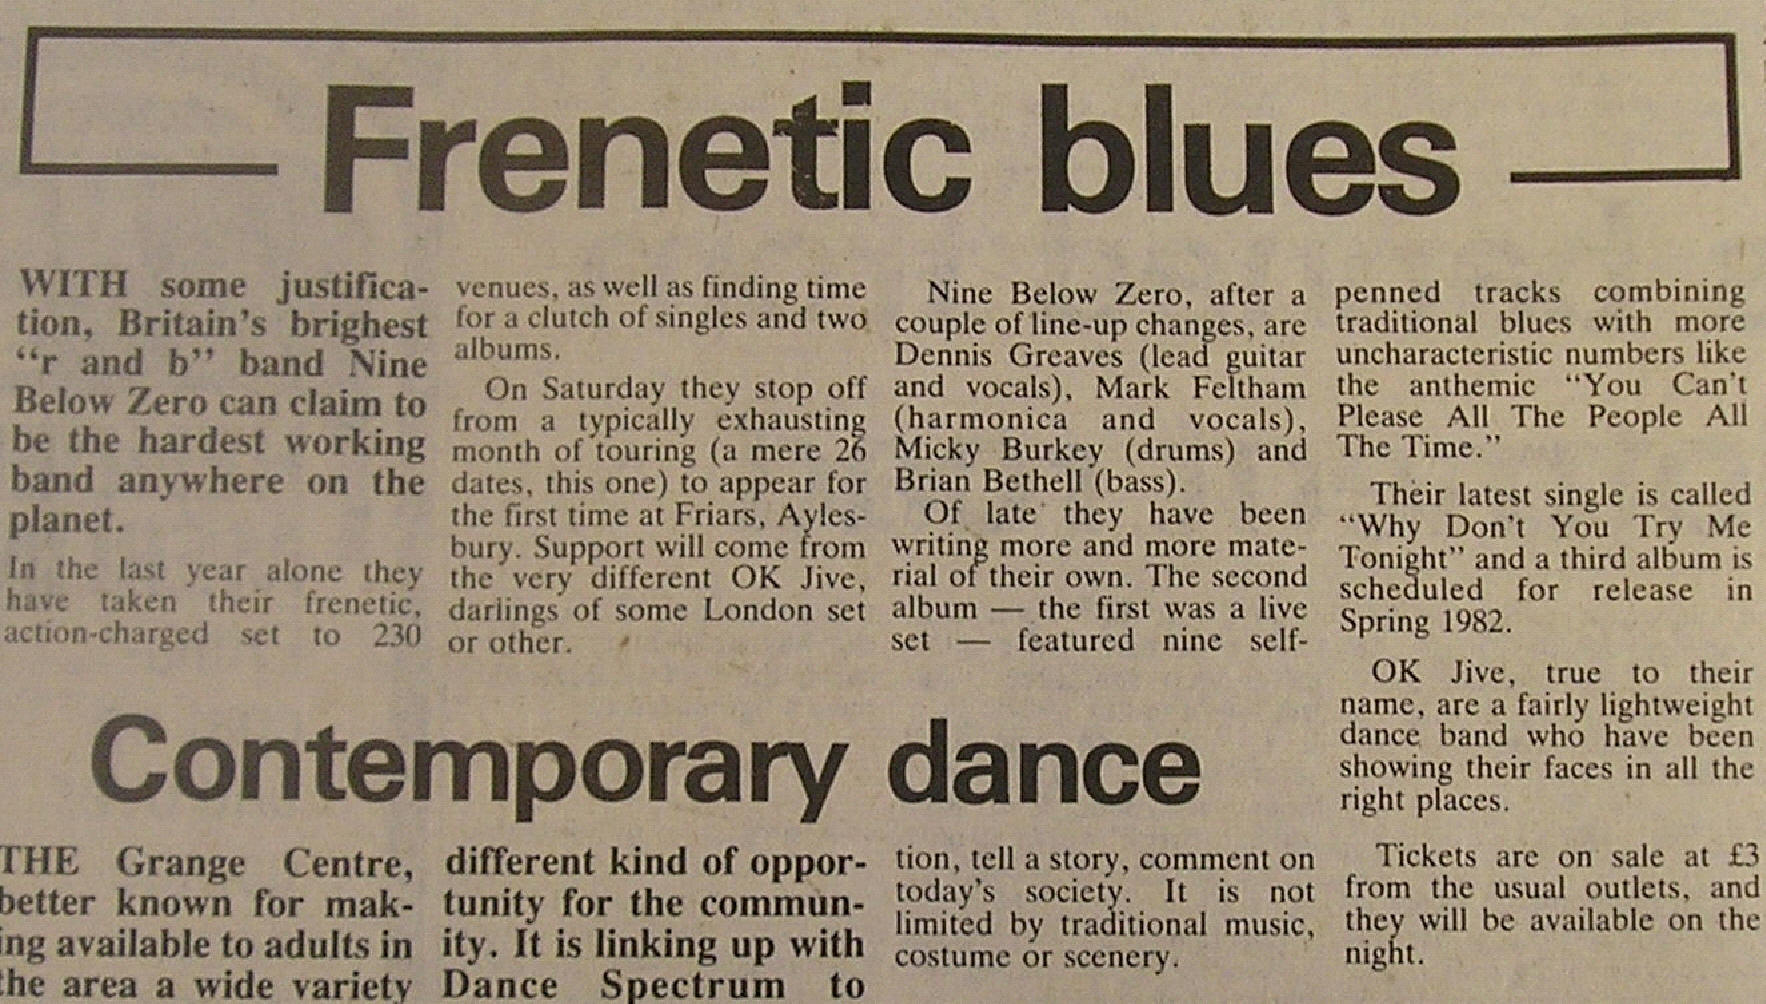 Frenetic blues
WITH some justifica-
tion, Britain's brighest
“r and b” band Nine
Below Zero can claim to
be the hardest working
band anywhere on the
planet.
In the last year alone they
have taken their frenetic,
action-charged set to 230
venues, as well as finding time
for a clutch of singles and two
albums.
On Saturday they stop off
from a typically exhausting
month of touring (a mere 26
dates, this one) to appear for
the first time at Friars, Ayles-
bury. Support will come from
the very different OK Jive,
darlings of some London set
or other.
Nine Below Zero, after a
couple of line-up changes, are
Dennis Greaves (lead guitar
and vocals), Mark Feltham
(harmonica and vocals),
Micky Burkey (drums) and
Brian Bethell (bass).
Of late they have been
writing more and more mate-
rial of their own. The second
album — the first was a live
set — featured nine self-
penned tracks combining
traditional blues with more
uncharacteristic numbers like
the anthemic “You Can't
Please All The People All
The Time.”
Their latest single is called
“Why Don't You Try Me
Tonight” and a third album is
scheduled for release in
Spring 1982.
OK Jive, true to their
name, are a fairly lightweight
dance band who have been
showing their faces in all the
right places.
Tickets are on sale at £3
from the usual outlets, and
they will be available on the
night.
Contemporary dance
THE Grange Centre,
better known for mak-
ing available to adults in
the area a wide variety
different kind of oppor-
tunity for the commun-
ity. It is linking up with
Dance Spectrum to
tion, tell a story, comment on
today's society. It is not
limited by traditional music,
costume or scenery.